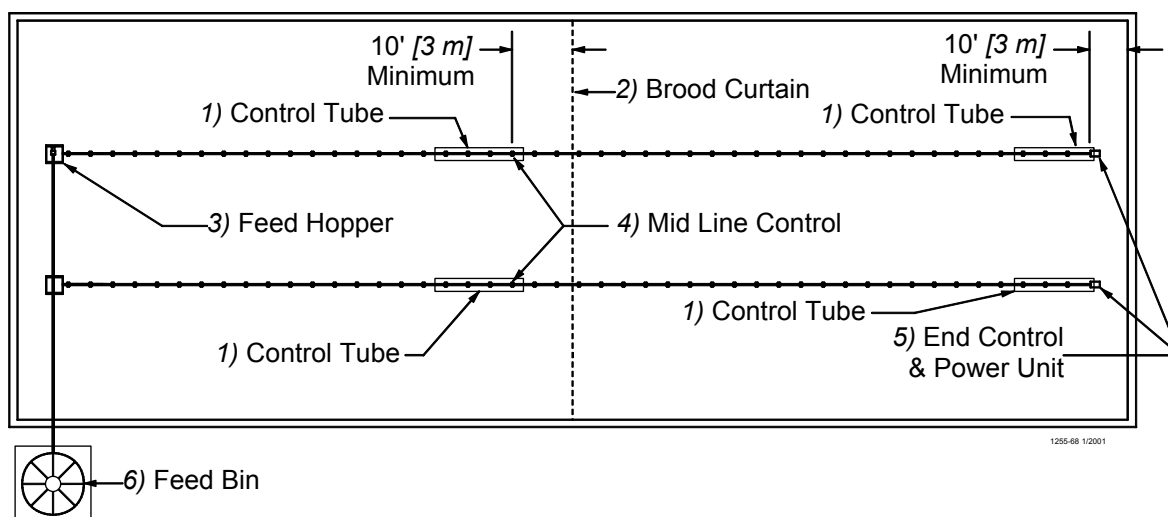 10' [3 m]
Minimum
10' [3 m]
Minimum
2) Brood Curtain
1) Control Tube
1) Control Tube
3) Feed Hopper
4) Mid Line Control
1) Control Tube
1) Control Tube
5) End Control
& Power Unit
1255-68 1/2001
6) Feed Bin